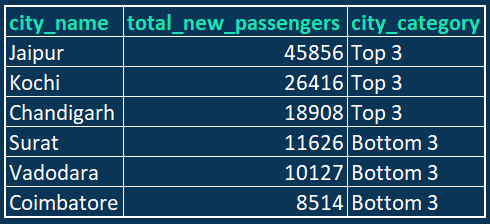 city_name total_new_passengers city_category
Jaipur 45856 Top 3
Kochi 26416 Top 3
Chandigarh 18908 Top 3
Surat 11626 Bottom 3
Vadodara 10127 Bottom 3
Coimbatore 8514 Bottom 3